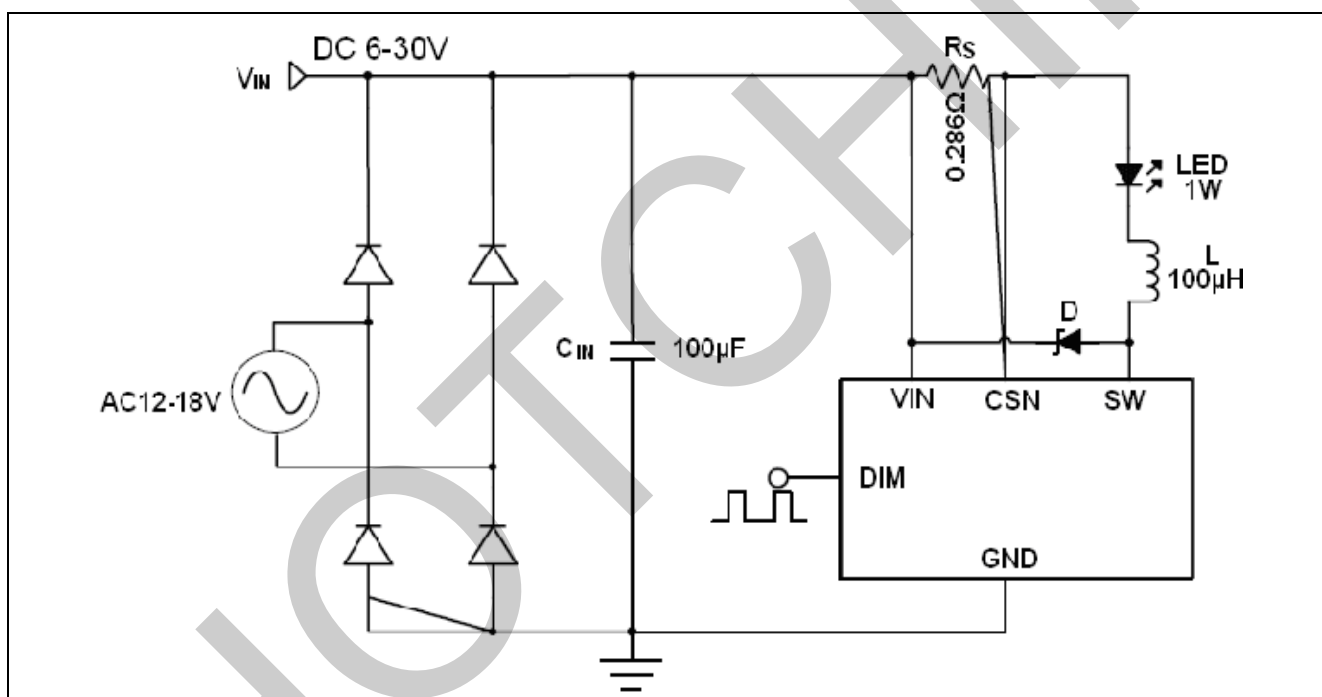 DC 6-30V
VIN
RS
0.286Ω
LED
1W
L
100μH
D
CIN 100μF
AC12-18V
VIN CSN SW
DIM
GND